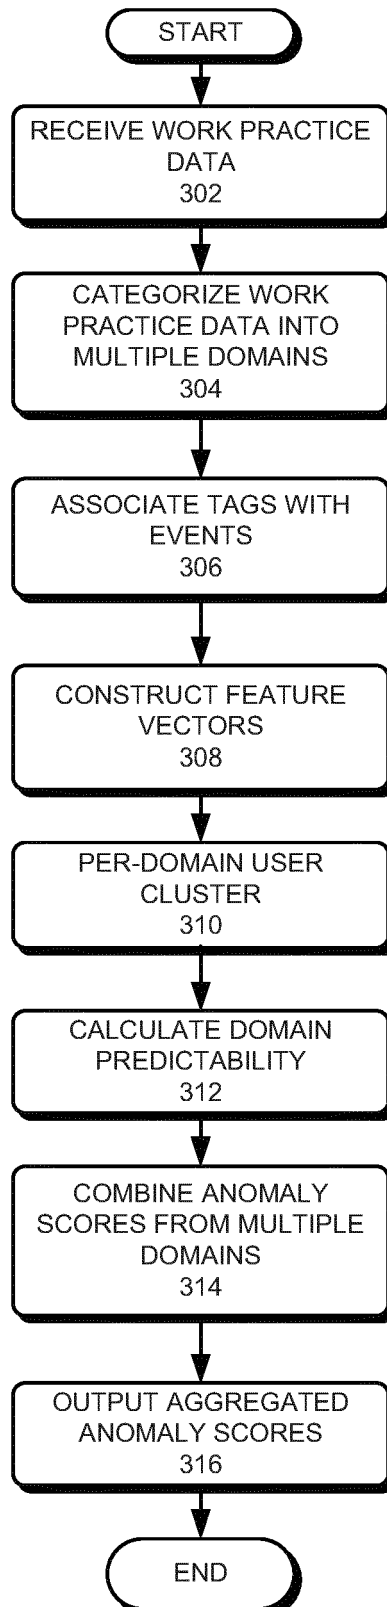 START
RECEIVE WORK PRACTICE
DATA
302
CATEGORIZE WORK
PRACTICE DATA INTO
MULTIPLE DOMAINS
304
ASSOCIATE TAGS WITH
EVENTS
306
CONSTRUCT FEATURE
VECTORS
308
PER-DOMAIN USER
CLUSTER
310
CALCULATE DOMAIN
PREDICTABILITY
312
COMBINE ANOMALY
SCORES FROM MULTIPLE
DOMAINS
314
OUTPUT AGGREGATED
ANOMALY SCORES
316
END